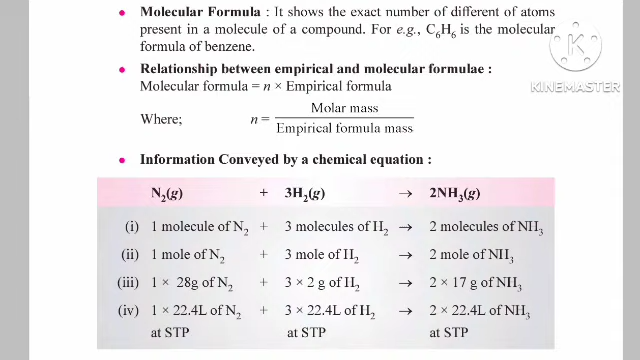 • Molecular Formula : It shows the exact number of different of atoms
present in a molecule of a compound. For e.g., C₆H₆ is the molecular
formula of benzene.
• Relationship between empirical and molecular formulae :
Molecular formula = n × Empirical formula
Where; n = Molar mass / Empirical formula mass
• Information Conveyed by a chemical equation :
N₂(g) + 3H₂(g) → 2NH₃(g)
(i) 1 molecule of N₂ + 3 molecules of H₂ → 2 molecules of NH₃
(ii) 1 mole of N₂ + 3 mole of H₂ → 2 mole of NH₃
(iii) 1 × 28g of N₂ + 3 × 2 g of H₂ → 2 × 17 g of NH₃
(iv) 1 × 22.4L of N₂ + 3 × 22.4L of H₂ → 2 × 22.4L of NH₃
at STP at STP at STP
K
KINEMASTER